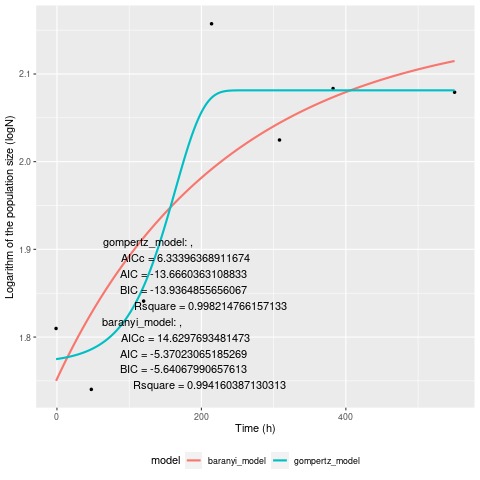 2.1
2.0
1.9
1.8
Logarithm of the population size (logN)
gompertz_model: ,
AICc = 6.33396368911674
AIC = -13.6660363108833
BIC = -13.9364855656067
Rsquare = 0.998214766157133
baranyi_model: ,
AICc = 14.6297693481473
AIC = -5.37023065185269
BIC = -5.64067990657613
Rsquare = 0.994160387130313
0 200 400
Time (h)
model baranyi_model gompertz_model